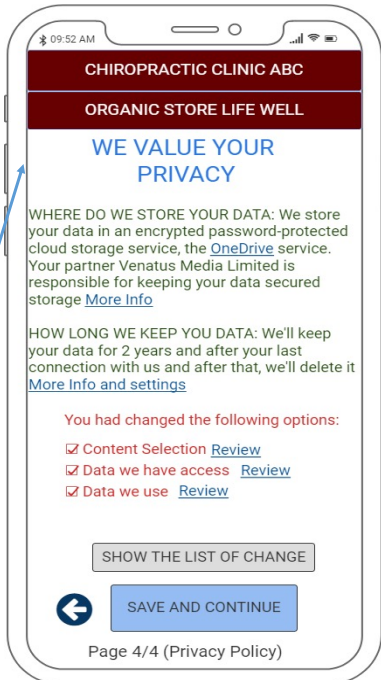 09:52 AM
CHIROPRACTIC CLINIC ABC
ORGANIC STORE LIFE WELL
WE VALUE YOUR
PRIVACY
WHERE DO WE STORE YOUR DATA: We store
your data in an encrypted password-protected
cloud storage service, the OneDrive service.
Your partner Venatus Media Limited is
responsible for keeping your data secured
storage More Info
HOW LONG WE KEEP YOU DATA: We'll keep
your data for 2 years and after your last
connection with us and after that, we'll delete it
More Info and settings
You had changed the following options:
Content Selection Review
Data we have access Review
Data we use Review
SHOW THE LIST OF CHANGE
SAVE AND CONTINUE
Page 4/4 (Privacy Policy)